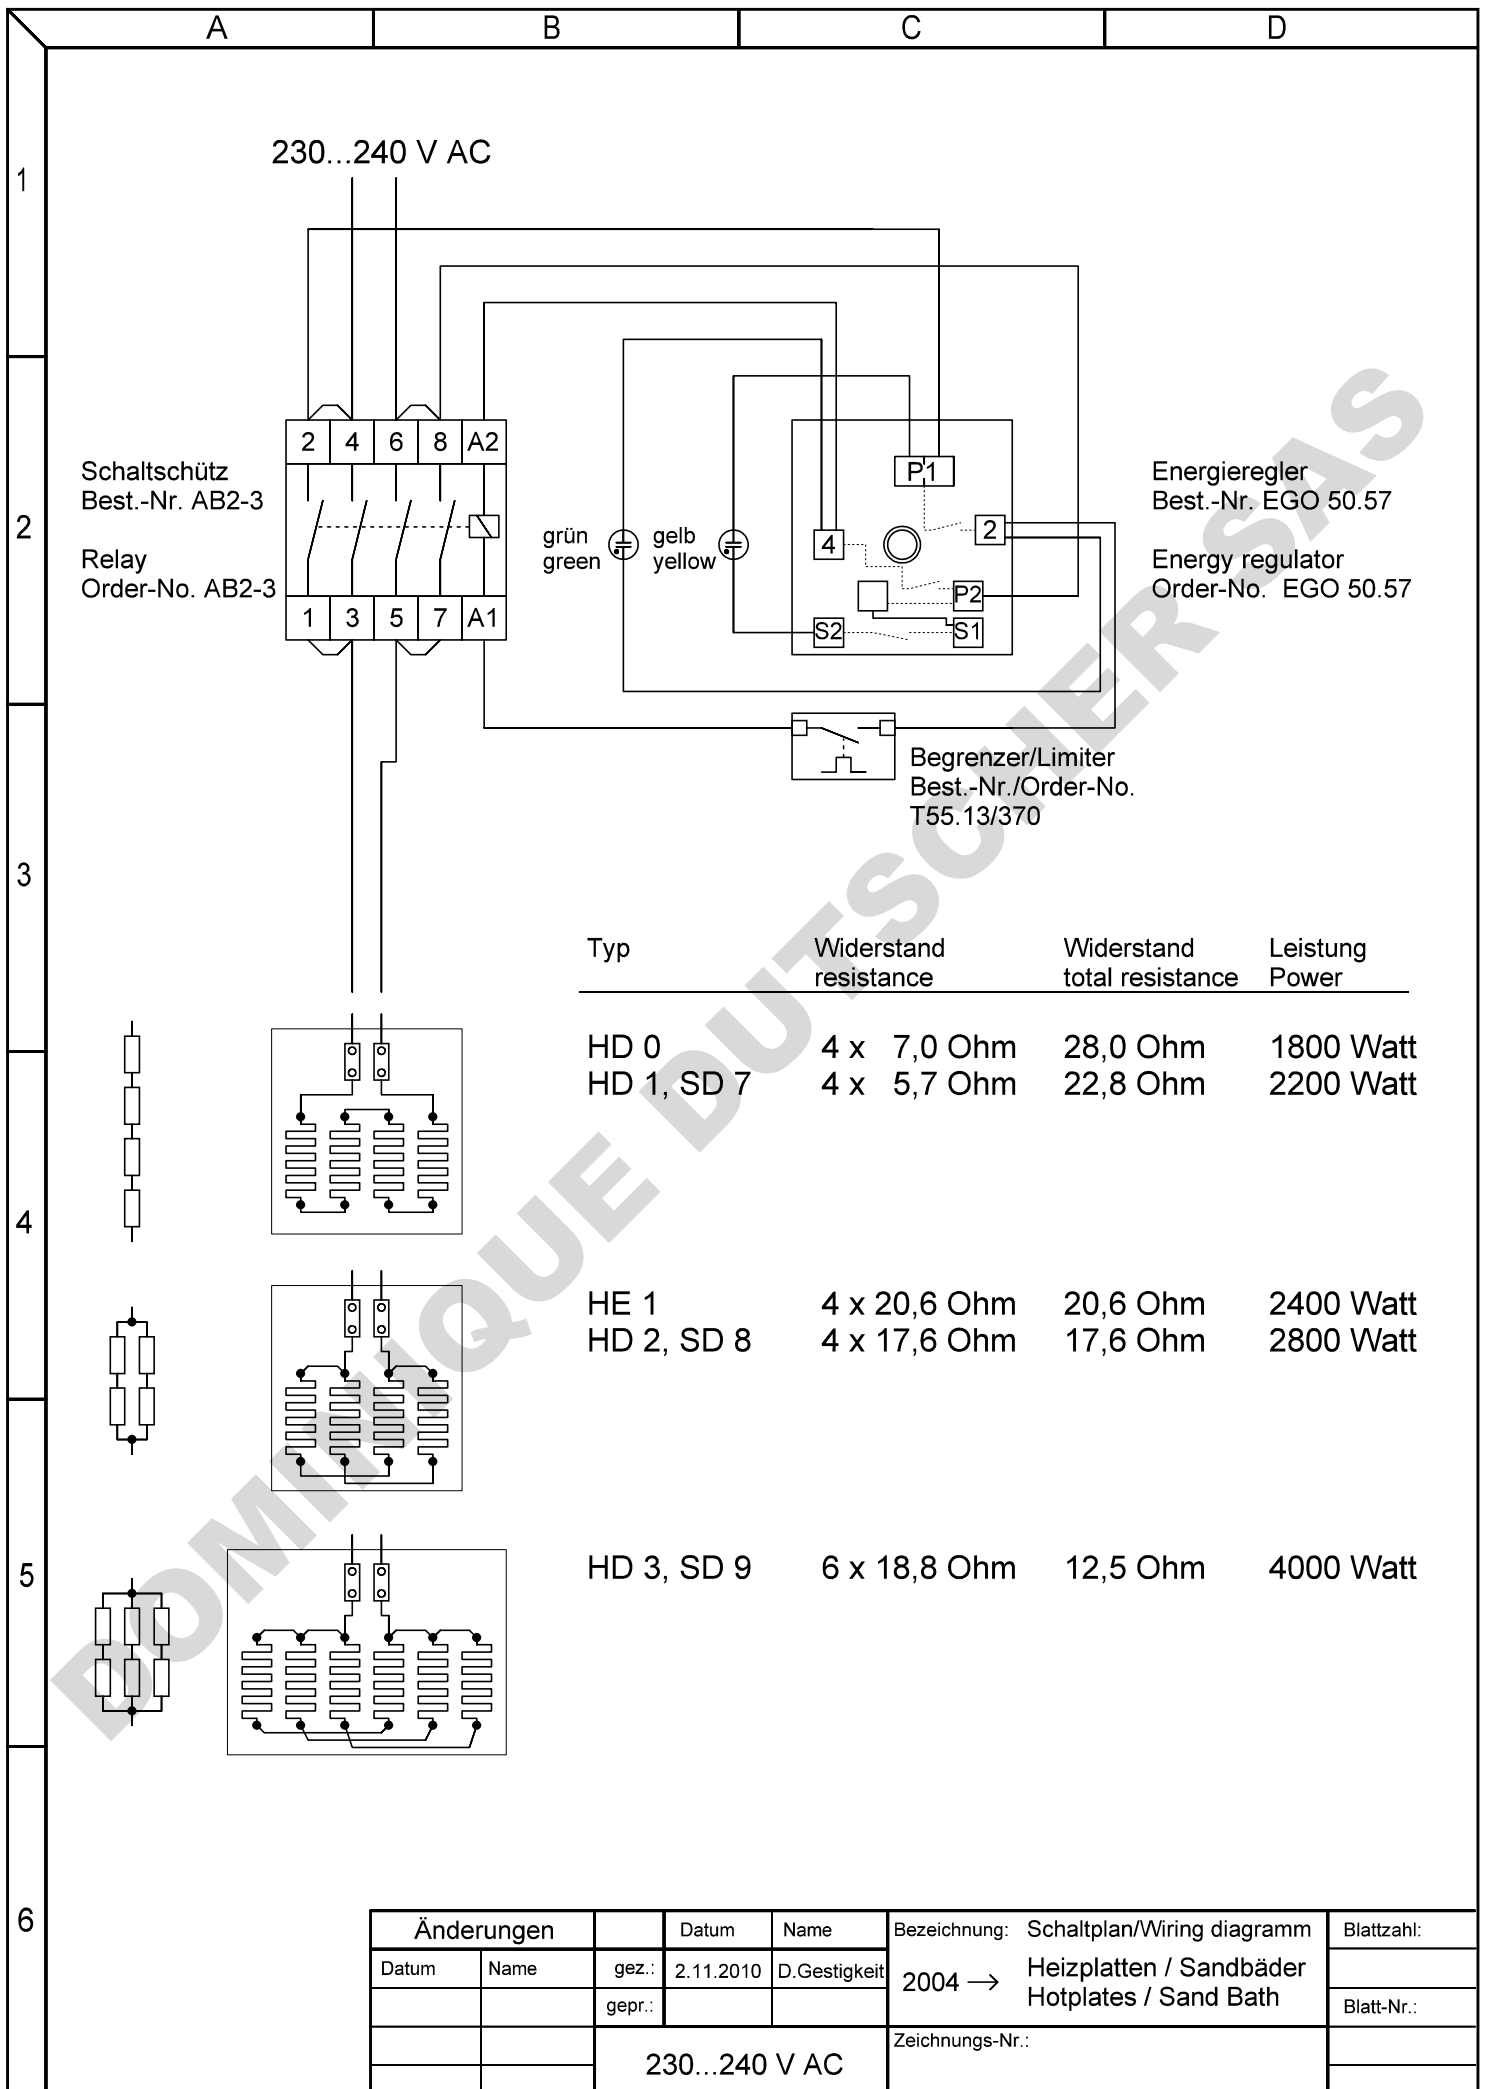 A B C D
1
230...240 V AC
2 4 6 8 A2
P1
Schaltschütz
Best.-Nr. AB2-3
Energieregler
Best.-Nr. EGO 50.57
2
grün
green
gelb
yellow
4
2
Relay
Order-No. AB2-3
Energy regulator
Order-No. EGO 50.57
P2
1 3 5 7 A1
S2 S1
Begrenzer/Limiter
Best.-Nr./Order-No.
T55.13/370
3
Typ Widerstand Widerstand Leistung
resistance total resistance Power
HD 0 4 x 7,0 Ohm 28,0 Ohm 1800 Watt
HD 1, SD 7 4 x 5,7 Ohm 22,8 Ohm 2200 Watt
4
HE 1 4 x 20,6 Ohm 20,6 Ohm 2400 Watt
HD 2, SD 8 4 x 17,6 Ohm 17,6 Ohm 2800 Watt
5
HD 3, SD 9 6 x 18,8 Ohm 12,5 Ohm 4000 Watt
DOMINIQUE DUTSCHER SAS
6
Änderungen Datum Name Bezeichnung: Schaltplan/Wiring diagramm Blattzahl:
Datum Name gez.: 2.11.2010 D.Gestigkeit 2004 → Heizplatten / Sandbäder
gepr.: Hotplates / Sand Bath Blatt-Nr.:
Zeichnungs-Nr.:
230...240 V AC